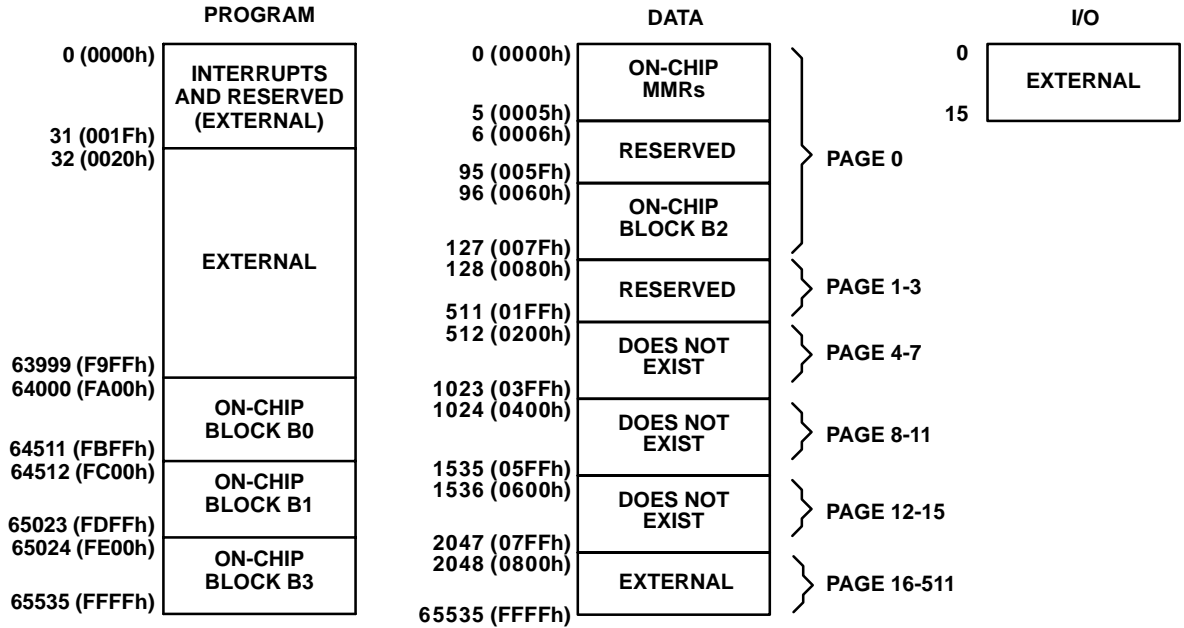 PROGRAM
0 (0000h)
INTERRUPTS
AND RESERVED
(EXTERNAL)
31 (001Fh)
32 (0020h)
EXTERNAL
63999 (F9FFh)
64000 (FA00h)
ON-CHIP
BLOCK B0
64511 (FBFFh)
64512 (FC00h)
ON-CHIP
BLOCK B1
65023 (FDFFh)
65024 (FE00h)
ON-CHIP
BLOCK B3
65535 (FFFFh)
DATA
0 (0000h)
ON-CHIP
MMRs
5 (0005h)
6 (0006h)
RESERVED
95 (005Fh)
96 (0060h)
ON-CHIP
BLOCK B2
127 (007Fh)
128 (0080h)
RESERVED
511 (01FFh)
512 (0200h)
DOES NOT
EXIST
1023 (03FFh)
1024 (0400h)
DOES NOT
EXIST
1535 (05FFh)
1536 (0600h)
DOES NOT
EXIST
2047 (07FFh)
2048 (0800h)
EXTERNAL
65535 (FFFFh)
PAGE 0
PAGE 1-3
PAGE 4-7
PAGE 8-11
PAGE 12-15
PAGE 16-511
I/O
0
EXTERNAL
15